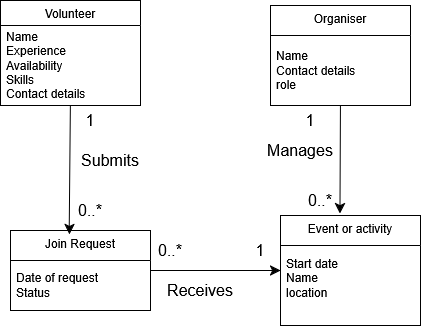 Volunteer
Name
Experience
Availability
Skills
Contact details
Organiser
Name
Contact details
role
1
Submits
0..*
1
Manages
0..*
Join Request
Date of request
Status
0..*
1
Receives
Event or activity
Start date
Name
location